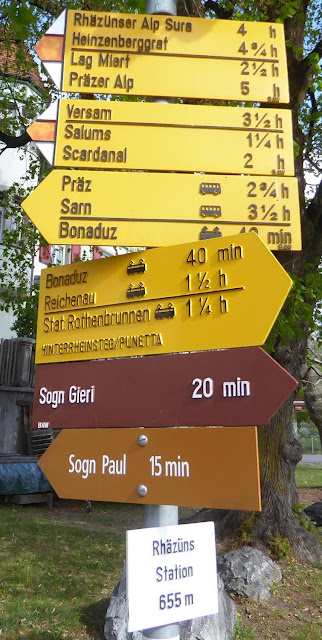 Rhäzünser Alp Sura 4 h
Heinzenberggrat 4 ¾ h
Lag Miert 2 ½ h
Präzer Alp 5 h
Versam 3 ½ h
Salums 1 ¼ h
Scardanal 2 h
Präz 2 ¾ h
Sarn 3 ½ h
Bonaduz min
Bonaduz 40 min
Reichenau 1 ½ h
Stat. Rothenbrunnen 1 ¼ h
HINTERRHEINSTEG/PUNETTA
Sogn Gieri 20 min
Sogn Paul 15 min
Rhäzüns
Station
655 m